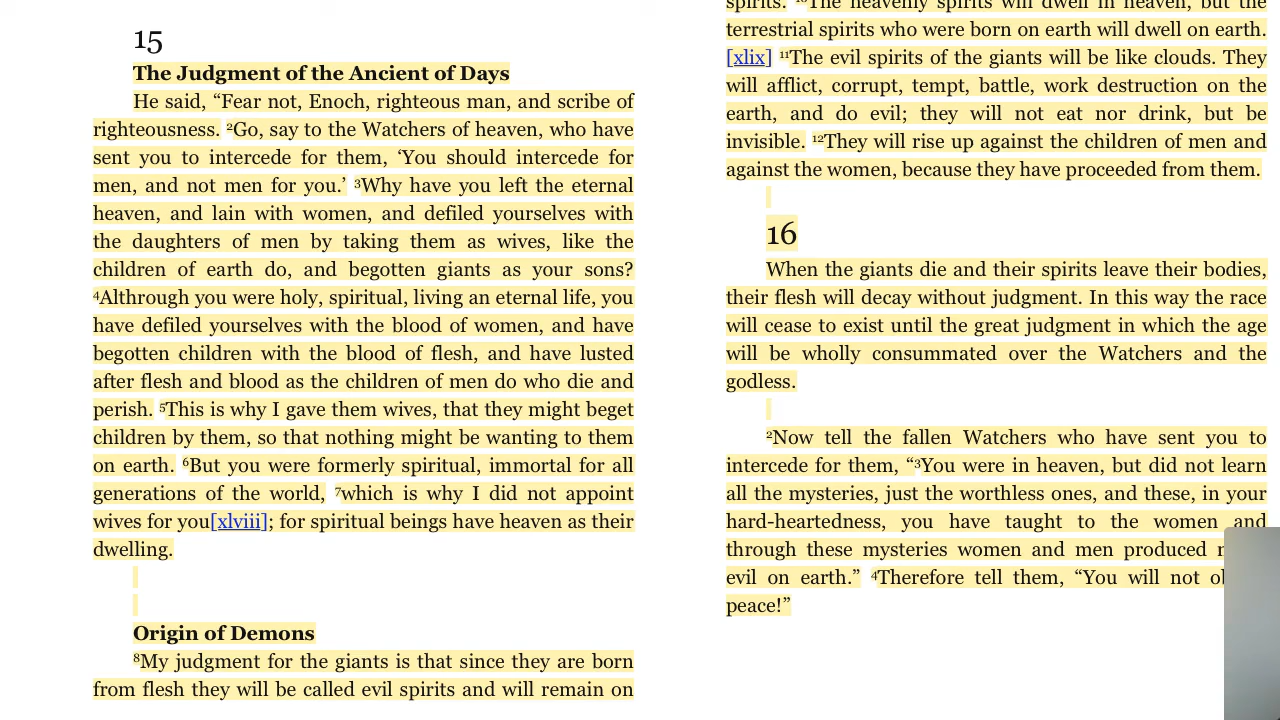 15
The Judgment of the Ancient of Days
He said, “Fear not, Enoch, righteous man, and scribe of
righteousness. ²Go, say to the Watchers of heaven, who have
sent you to intercede for them, ‘You should intercede for
men, and not men for you.’ ³Why have you left the eternal
heaven, and lain with women, and defiled yourselves with
the daughters of men by taking them as wives, like the
children of earth do, and begotten giants as your sons?
⁴Althrough you were holy, spiritual, living an eternal life, you
have defiled yourselves with the blood of women, and have
begotten children with the blood of flesh, and have lusted
after flesh and blood as the children of men do who die and
perish. ⁵This is why I gave them wives, that they might beget
children by them, so that nothing might be wanting to them
on earth. ⁶But you were formerly spiritual, immortal for all
generations of the world, ⁷which is why I did not appoint
wives for you[xlviii]; for spiritual beings have heaven as their
dwelling.
Origin of Demons
⁸My judgment for the giants is that since they are born
from flesh they will be called evil spirits and will remain on
spirits. ¹⁰The heavenly spirits will dwell in heaven, but the
terrestrial spirits who were born on earth will dwell on earth.
[xlix] ¹¹The evil spirits of the giants will be like clouds. They
will afflict, corrupt, tempt, battle, work destruction on the
earth, and do evil; they will not eat nor drink, but be
invisible. ¹²They will rise up against the children of men and
against the women, because they have proceeded from them.
16
When the giants die and their spirits leave their bodies,
their flesh will decay without judgment. In this way the race
will cease to exist until the great judgment in which the age
will be wholly consummated over the Watchers and the
godless.
²Now tell the fallen Watchers who have sent you to
intercede for them, “³You were in heaven, but did not learn
all the mysteries, just the worthless ones, and these, in your
hard-heartedness, you have taught to the women and
through these mysteries women and men produced
evil on earth.” ⁴Therefore tell them, “You will not
peace!”